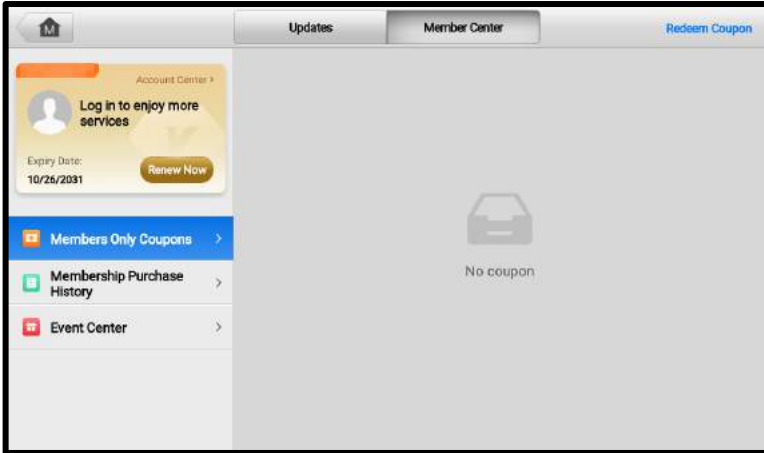 M
Updates
Member Center
Redeem Coupon
Account Center >
Log in to enjoy more
services
Expiry Date:
10/26/2031
Renew Now
Members Only Coupons
Membership Purchase
History
Event Center
No coupon